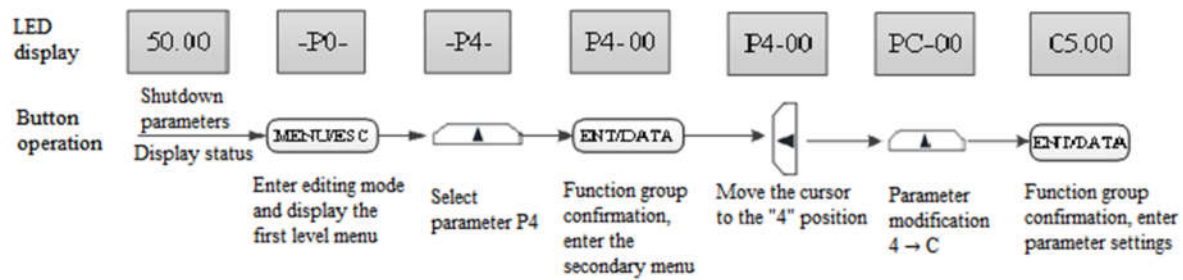 LED
display
50.00
-P0-
-P4-
P4-00
P4-00
PC-00
C5.00
Button
operation
Shutdown
parameters
Display status
MENU/ESC
ENT/DATA
ENT/DATA
Enter editing mode
and display the
first level menu
Select
parameter P4
Function group
confirmation,
enter the
secondary menu
Move the cursor
to the "4" position
Parameter
modification
4 → C
Function group
confirmation, enter
parameter settings